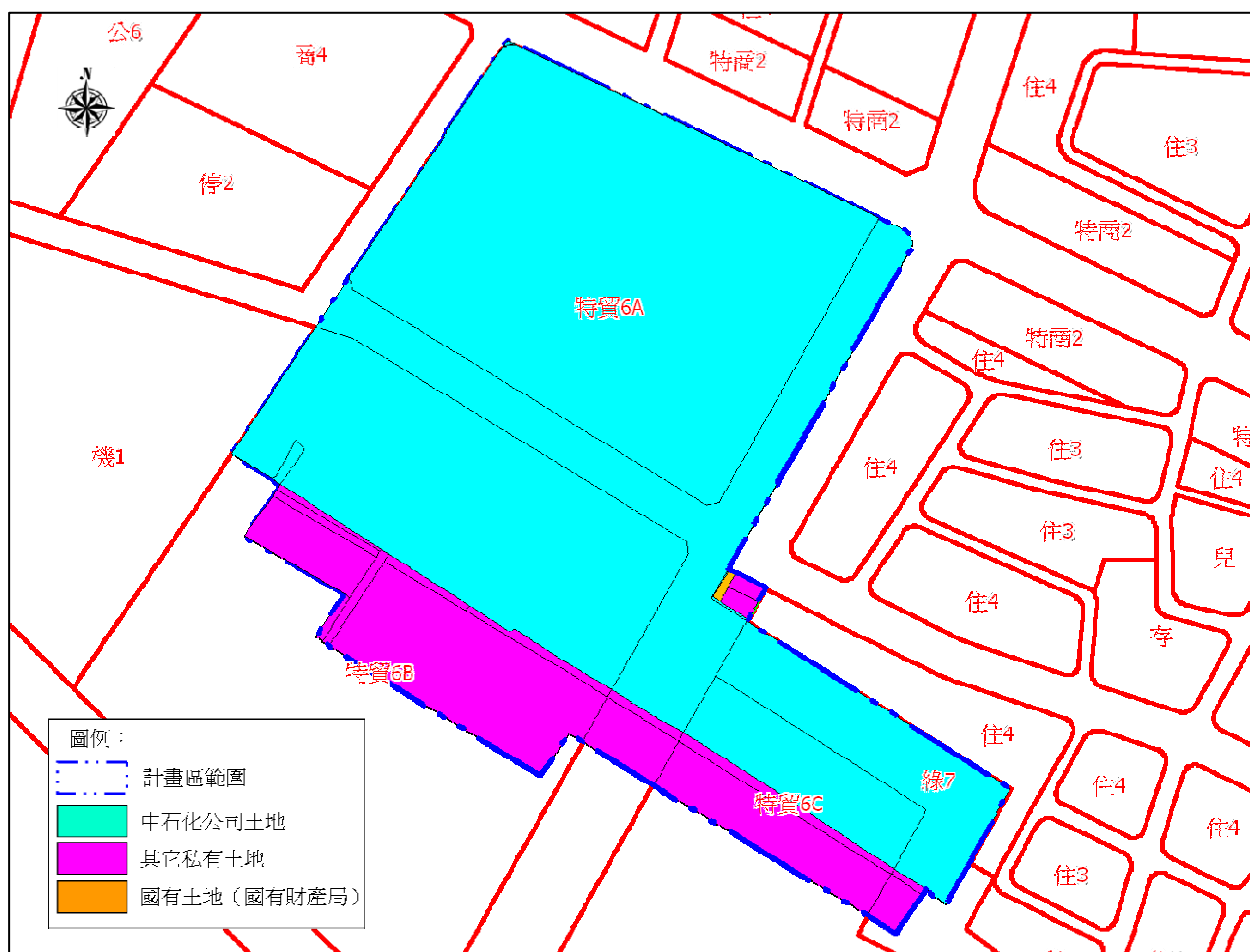 公6
商4
特商2
住4
N
特商2
住3
停2
特商2
特貿6A
特商2
住4
機1
住4
住3
特
住4
住3
兒
住4
存
特貿6B
住4
綠7
住4
特貿6C
住4
住3
圖例：
計畫區範圍
中石化公司土地
其它私有土地
國有土地（國有財產局）